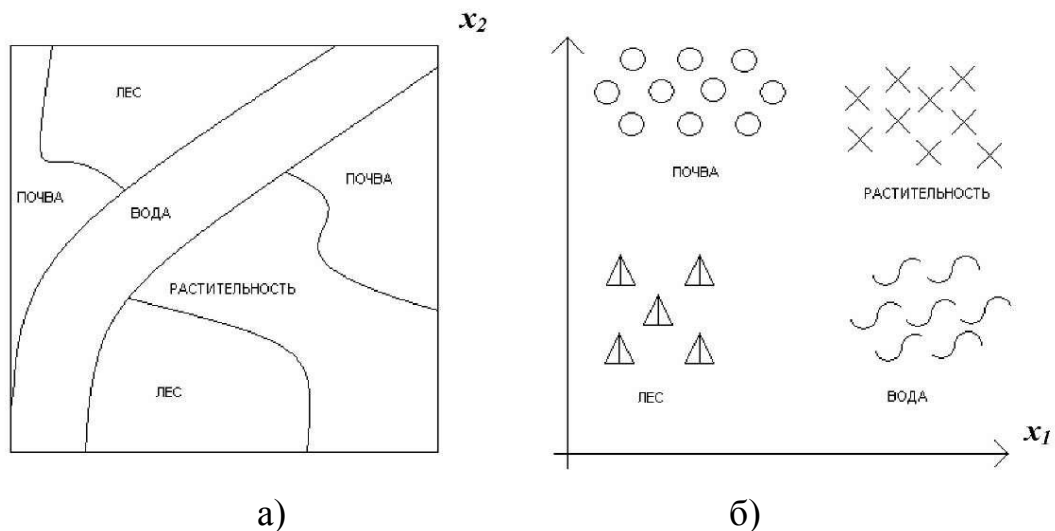 x₂
ЛЕС
ПОЧВА
ПОЧВА
ВОДА
РАСТИТЕЛЬНОСТЬ
ЛЕС
ПОЧВА
РАСТИТЕЛЬНОСТЬ
ЛЕС
ВОДА
x₁
а)
б)